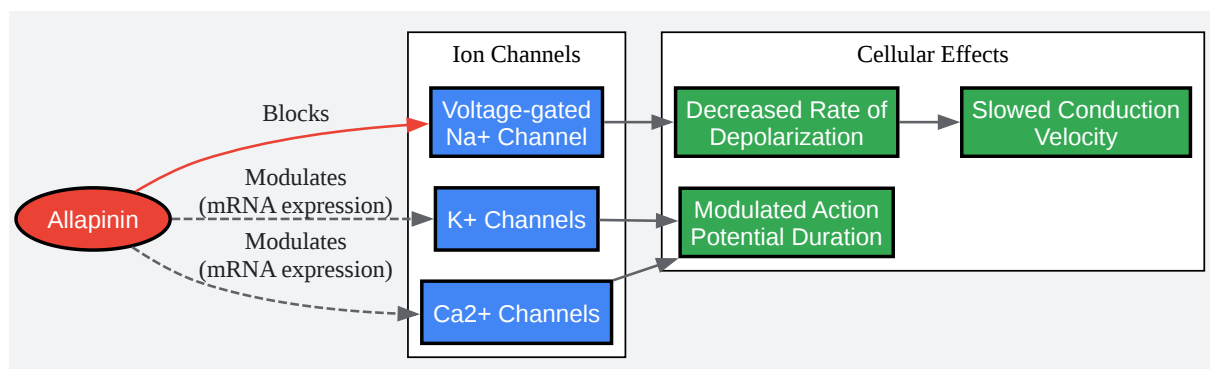 Ion Channels
Cellular Effects
Blocks
Voltage-gated
Na+ Channel
Decreased Rate of
Depolarization
Slowed Conduction
Velocity
Allapinin
Modulates
(mRNA expression)
K+ Channels
Modulated Action
Potential Duration
Modulates
(mRNA expression)
Ca2+ Channels